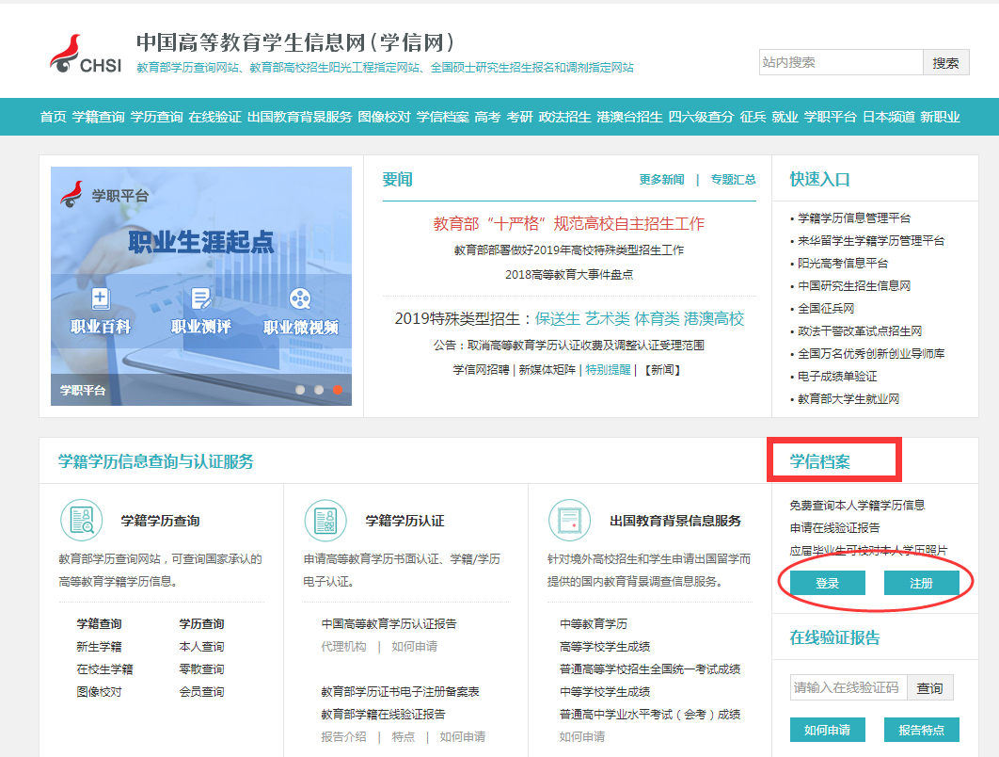 CHSI
中国高等教育学生信息网(学信网)
教育部学历查询网站、教育部高校招生阳光工程指定网站、全国硕士研究生招生报名和调剂指定网站
站内搜索 搜索
首页 学籍查询 学历查询 在线验证 出国教育背景服务 图像校对 学信档案 高考 考研 政法招生 港澳台招生 四六级查分 征兵 就业 学职平台 日本频道 新职业
学职平台
职业生涯起点
职业百科 职业测评 职业微视频
学职平台
要闻 更多新闻 | 专题汇总
教育部“十严格”规范高校自主招生工作
教育部部署做好2019年高校特殊类型招生工作
2018高等教育大事件盘点
2019特殊类型招生：保送生 艺术类 体育类 港澳高校
公告：取消高等教育学历认证收费及调整认证受理范围
学信网招聘 | 新媒体矩阵 | 特别提醒 | 【新闻】
快速入口
• 学籍学历信息管理平台
• 来华留学生学籍学历管理平台
• 阳光高考信息平台
• 中国研究生招生信息网
• 全国征兵网
• 政法干警改革试点招生网
• 全国万名优秀创新创业导师库
• 电子成绩单验证
• 教育部大学生就业网
学籍学历信息查询与认证服务
学籍学历查询
教育部学历查询网站，可查询国家承认的
高等教育学籍学历信息。
学籍查询 学历查询
新生学籍 本人查询
在校生学籍 零散查询
图像校对 会员查询
学籍学历认证
申请高等教育学历书面认证、学籍/学历
电子认证。
中国高等教育学历认证报告
代理机构 | 如何申请
教育部学历证书电子注册备案表
教育部学籍在线验证报告
报告介绍 | 特点 | 如何申请
出国教育背景信息服务
针对境外高校招生和学生申请出国留学而
提供的国内教育背景调查信息服务。
中等教育学历
高等学校学生成绩
普通高等学校招生全国统一考试成绩
中等学校学生成绩
普通高中学业水平考试（会考）成绩
如何申请
学信档案
免费查询本人学籍学历信息
申请在线验证报告
应届毕业生可校对本人学历照片
登录 注册
在线验证报告
请输入在线验证码 查询
如何申请 报告特点